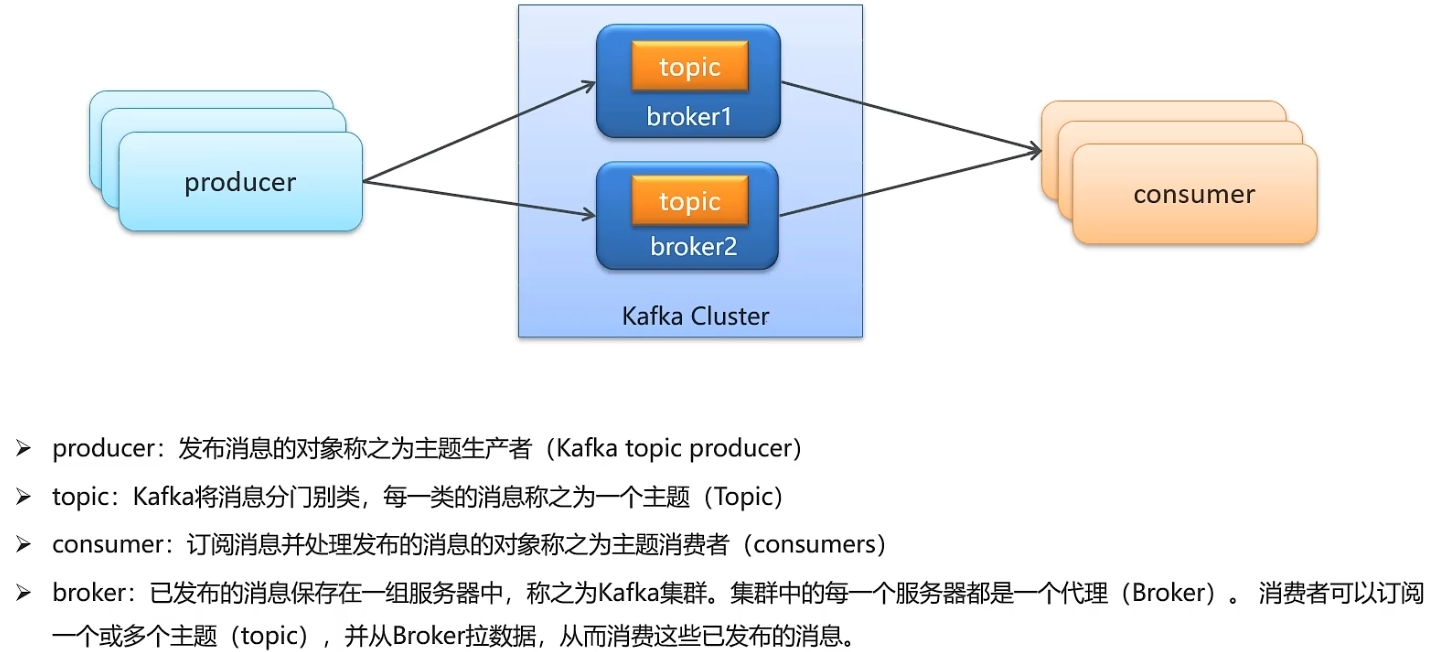 topic
broker1
producer
consumer
topic
broker2
Kafka Cluster
➢ producer：发布消息的对象称之为主题生产者（Kafka topic producer）
➢ topic：Kafka将消息分门别类，每一类的消息称之为一个主题（Topic）
➢ consumer：订阅消息并处理发布的消息的对象称之为主题消费者（consumers）
➢ broker：已发布的消息保存在一组服务器中，称之为Kafka集群。集群中的每一个服务器都是一个代理（Broker）。 消费者可以订阅
一个或多个主题（topic），并从Broker拉数据，从而消费这些已发布的消息。